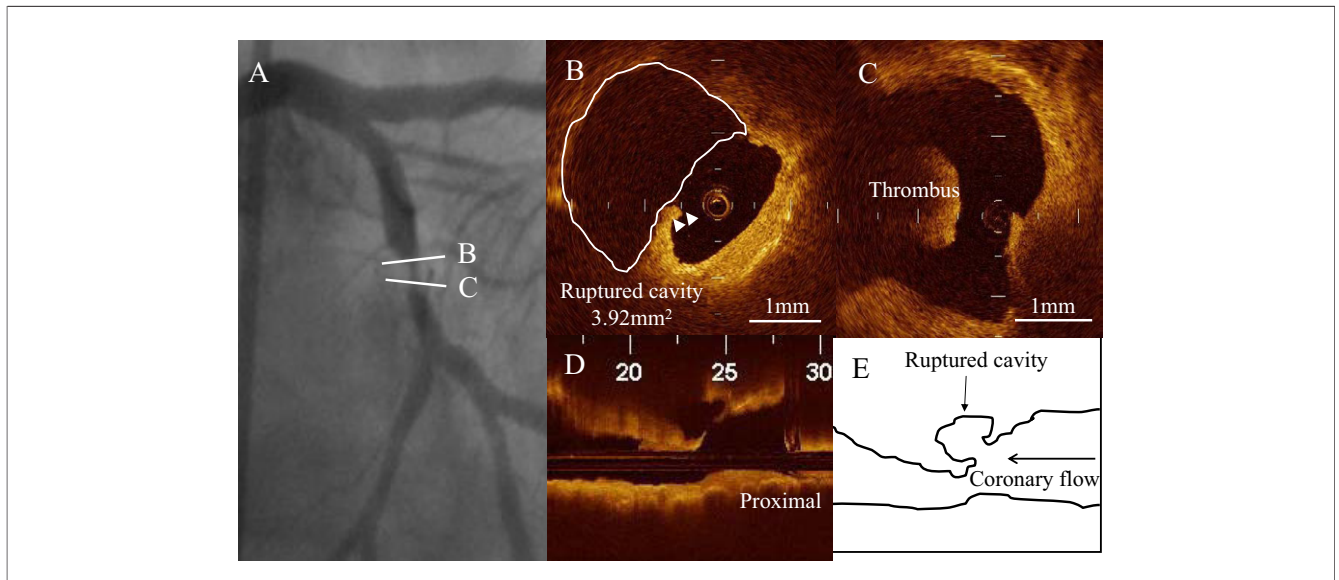 A
B
C
B
Ruptured cavity
3.92mm²
1mm
C
Thrombus
1mm
D
20 25 30
Proximal
E
Ruptured cavity
Coronary flow